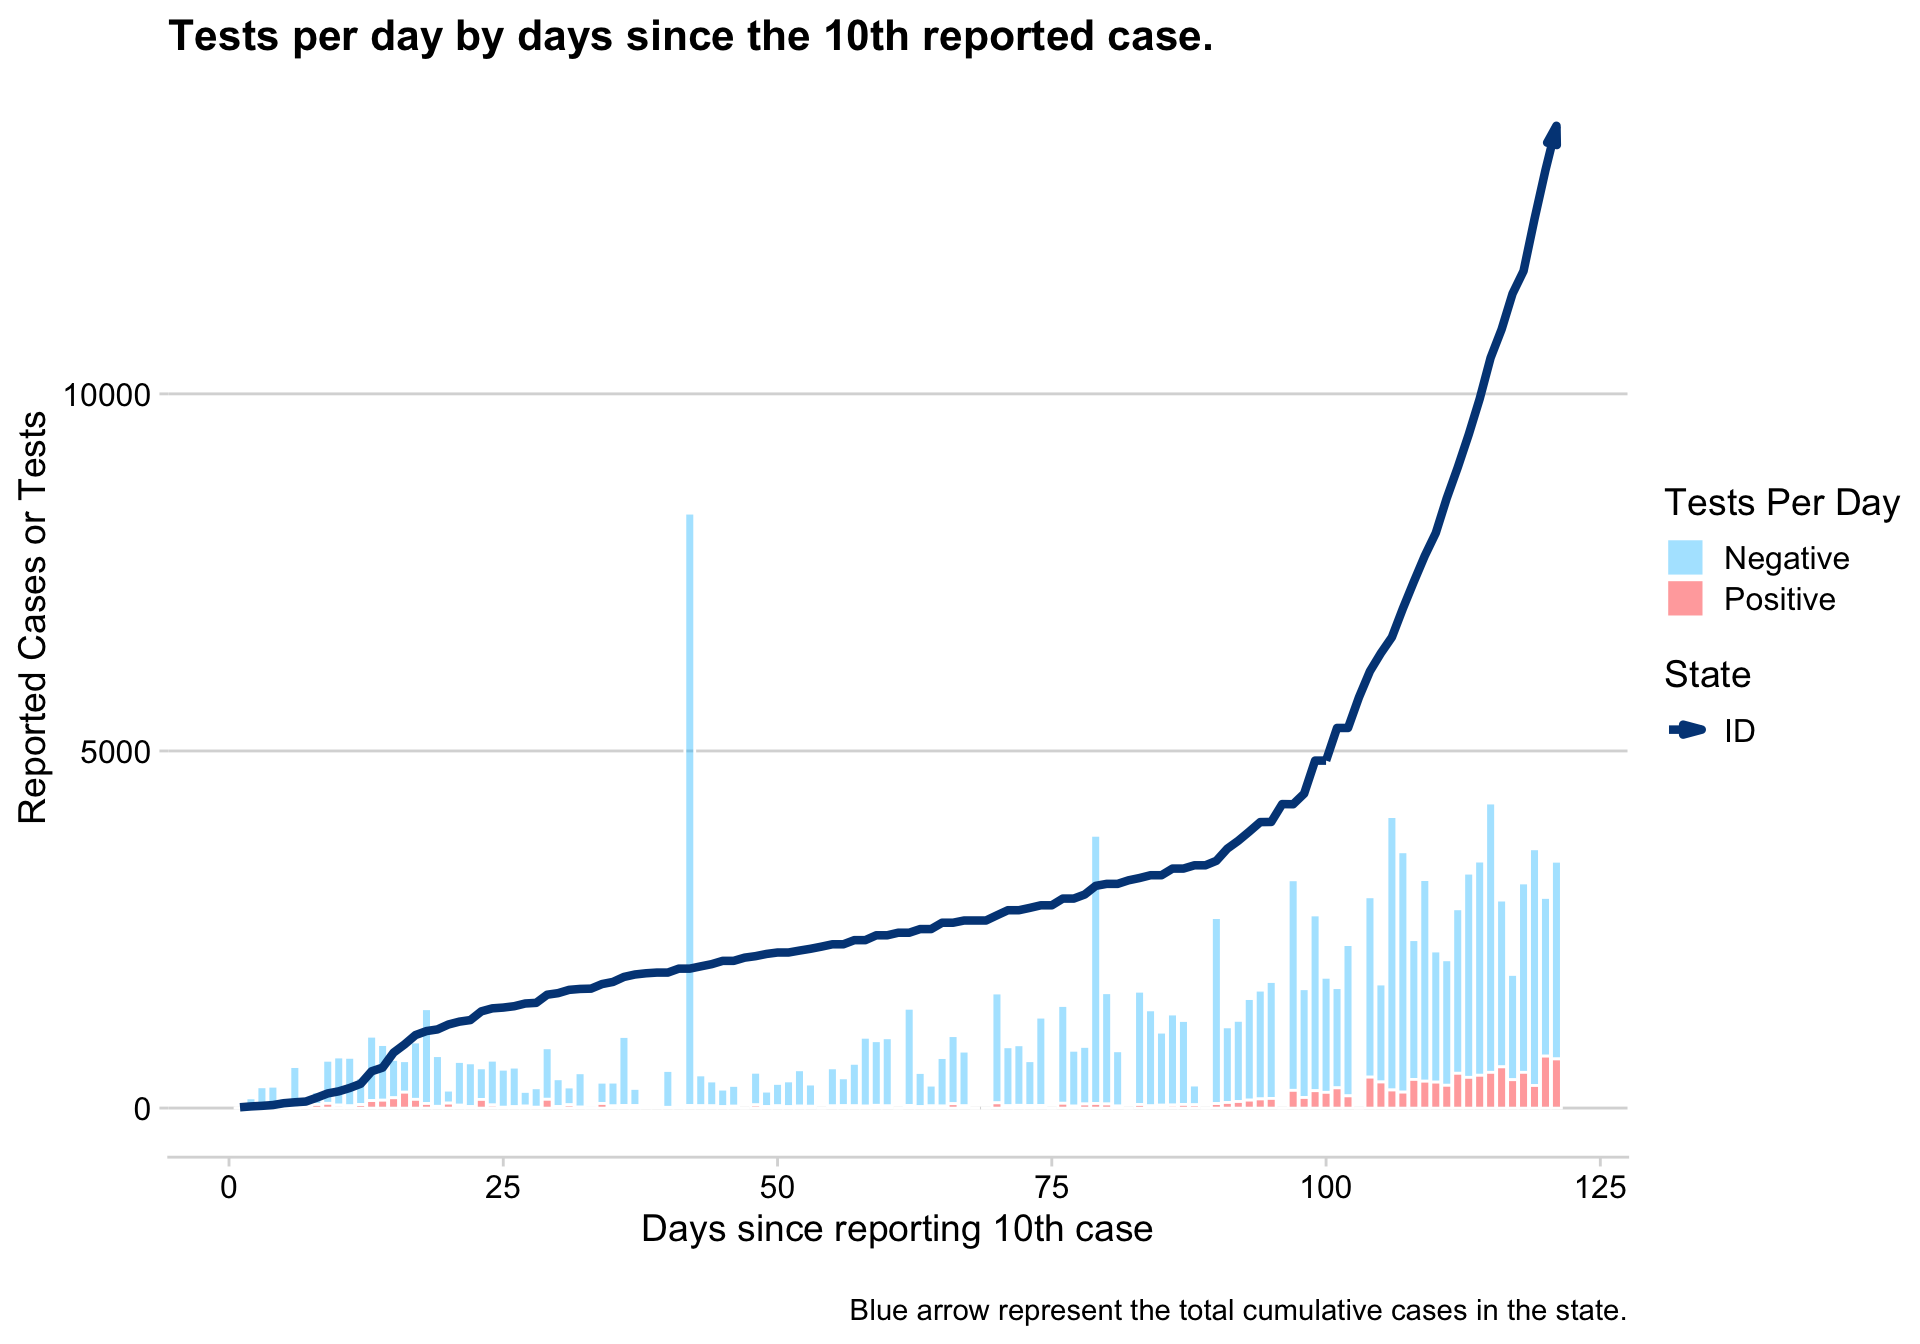 Tests per day by days since the 10th reported case.
Reported Cases or Tests
10000
5000
0
0 25 50 75 100 125
Days since reporting 10th case
Tests Per Day
Negative
Positive
State
ID
Blue arrow represent the total cumulative cases in the state.